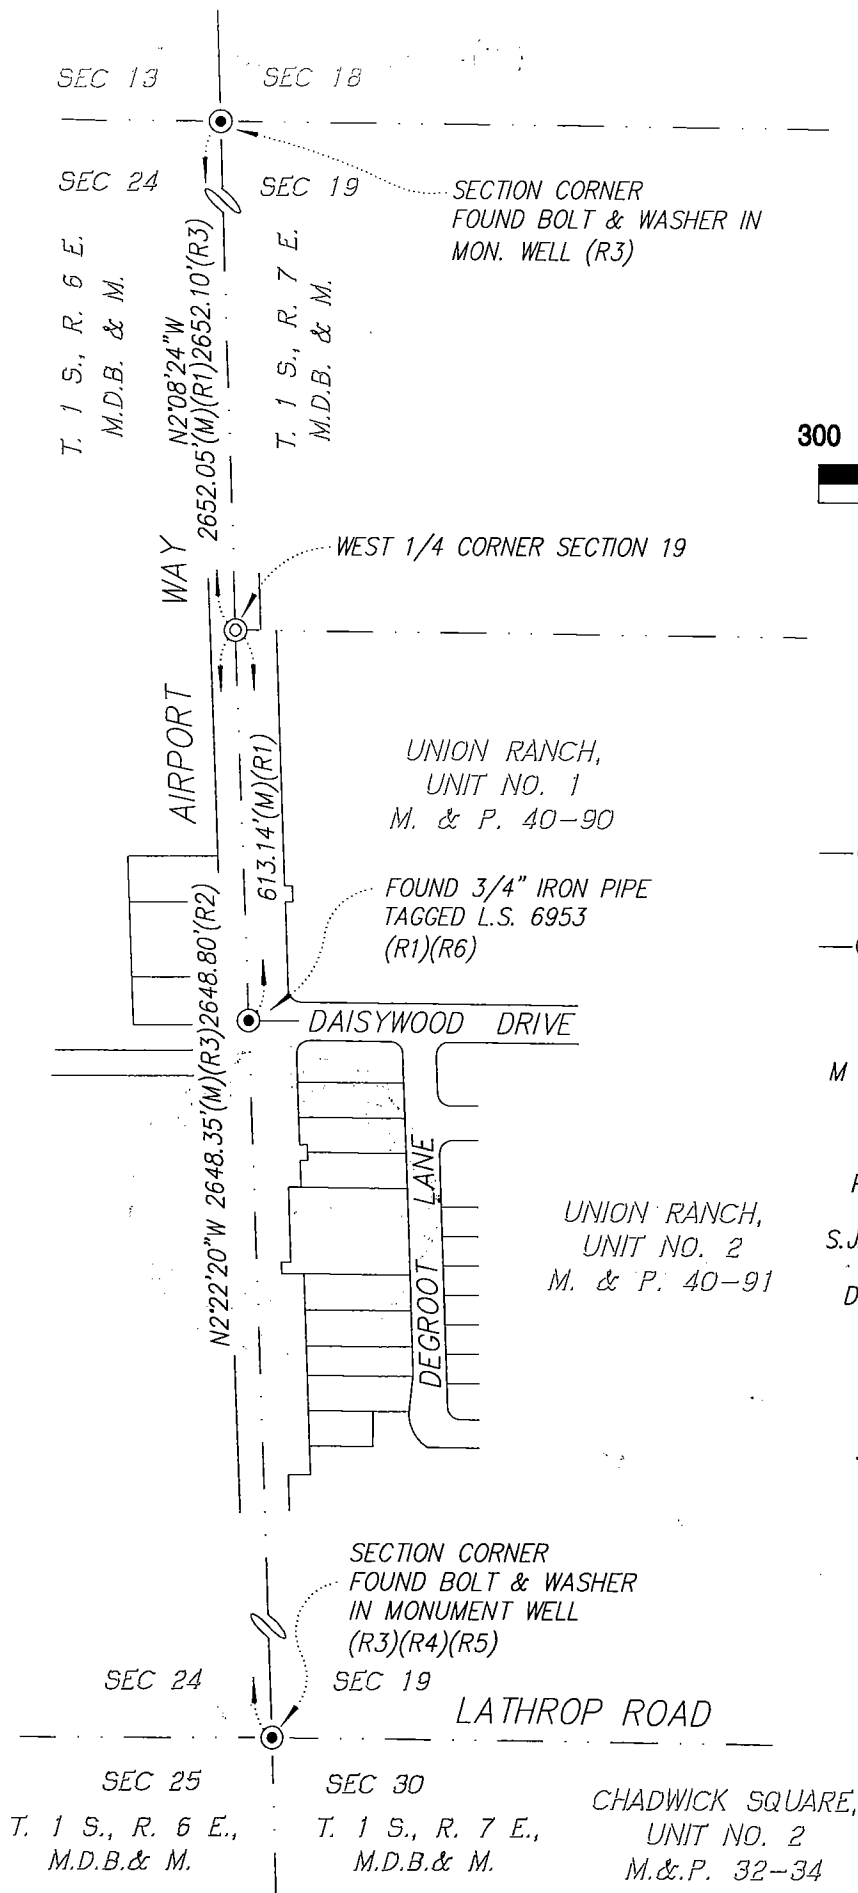 SEC 13
SEC 18
SEC 24
SEC 19
SECTION CORNER
FOUND BOLT & WASHER IN
MON. WELL (R3)
T. 1 S., R. 6 E.
M.D.B. & M.
N2°08'24"W
2652.05'(M)(R1)2652.10'(R3)
T. 1 S., R. 7 E.
M.D.B. & M.
300
WEST 1/4 CORNER SECTION 19
AIRPORT WAY
613.14'(M)(R1)
UNION RANCH,
UNIT NO. 1
M. & P. 40-90
FOUND 3/4" IRON PIPE
TAGGED L.S. 6953
(R1)(R6)
N2°22'20"W 2648.35'(M)(R3)2648.80'(R2)
DAISYWOOD DRIVE
M
DEGROOT LANE
UNION RANCH,
UNIT NO. 2
M. & P. 40-91
S.J
D
SECTION CORNER
FOUND BOLT & WASHER
IN MONUMENT WELL
(R3)(R4)(R5)
SEC 24
SEC 19
LATHROP ROAD
SEC 25
SEC 30
T. 1 S., R. 6 E.,
M.D.B.& M.
T. 1 S., R. 7 E.,
M.D.B.& M.
CHADWICK SQUARE,
UNIT NO. 2
M.&.P. 32-34